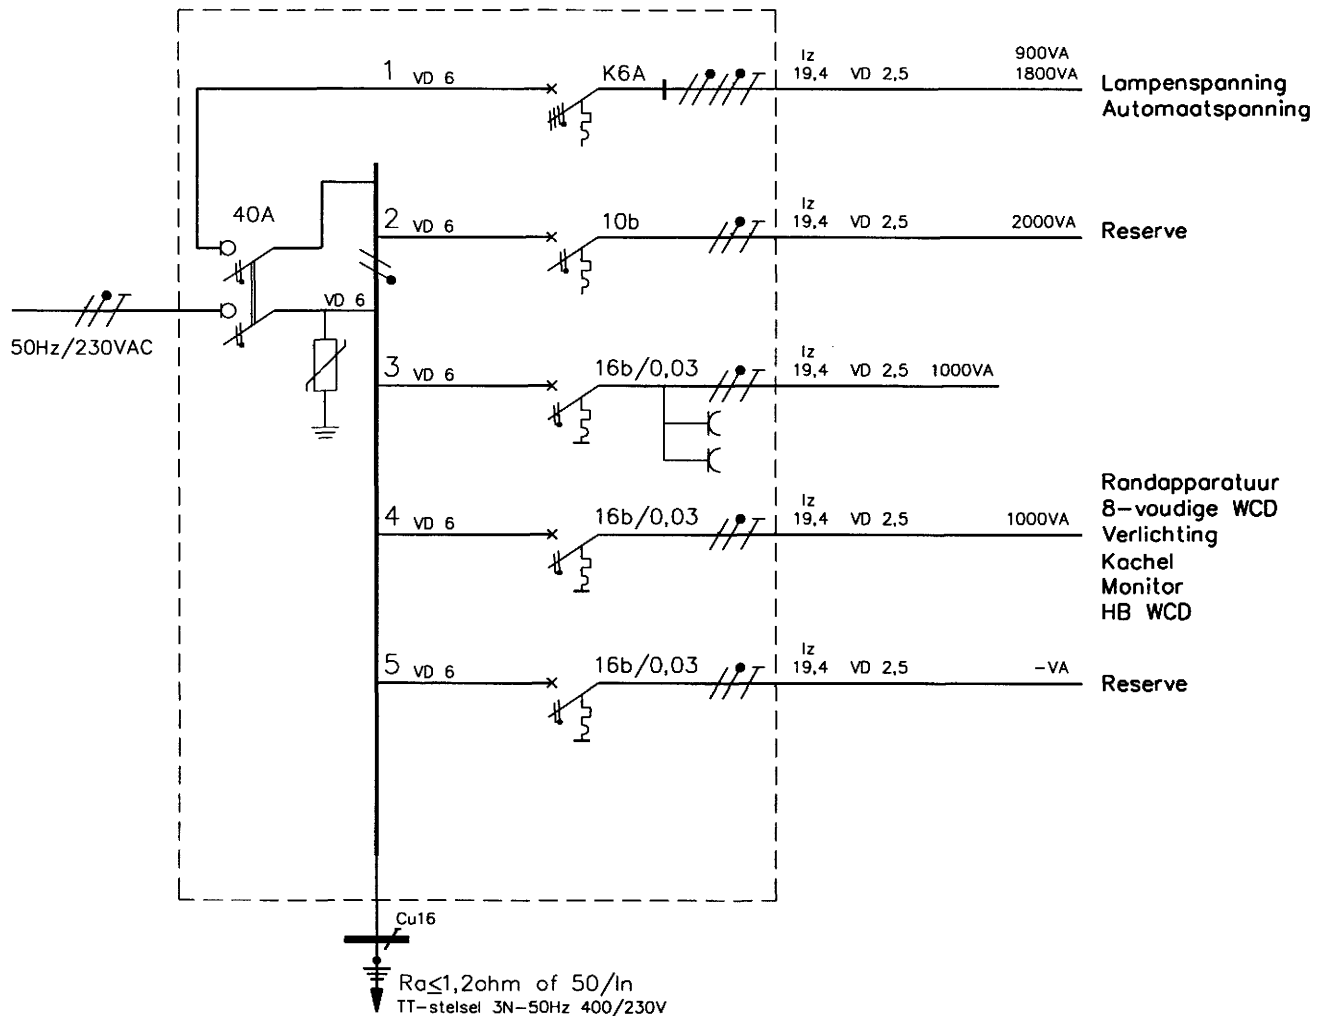 1 VD 6 K6A Iz 900VA
19,4 VD 2,5 1800VA
Lampenspanning
Automaatspanning
40A
2 VD 6 10b Iz
19,4 VD 2,5 2000VA Reserve
VD 6
50Hz/230VAC
3 VD 6 16b/0,03 Iz
19,4 VD 2,5 1000VA
4 VD 6 16b/0,03 Iz
19,4 VD 2,5 1000VA
Randapparatuur
8-voudige WCD
Verlichting
Kachel
Monitor
HB WCD
5 VD 6 16b/0,03 Iz
19,4 VD 2,5 -VA Reserve
Cu16
Ra≤1,2ohm of 50/In
TT-stelsel 3N-50Hz 400/230V